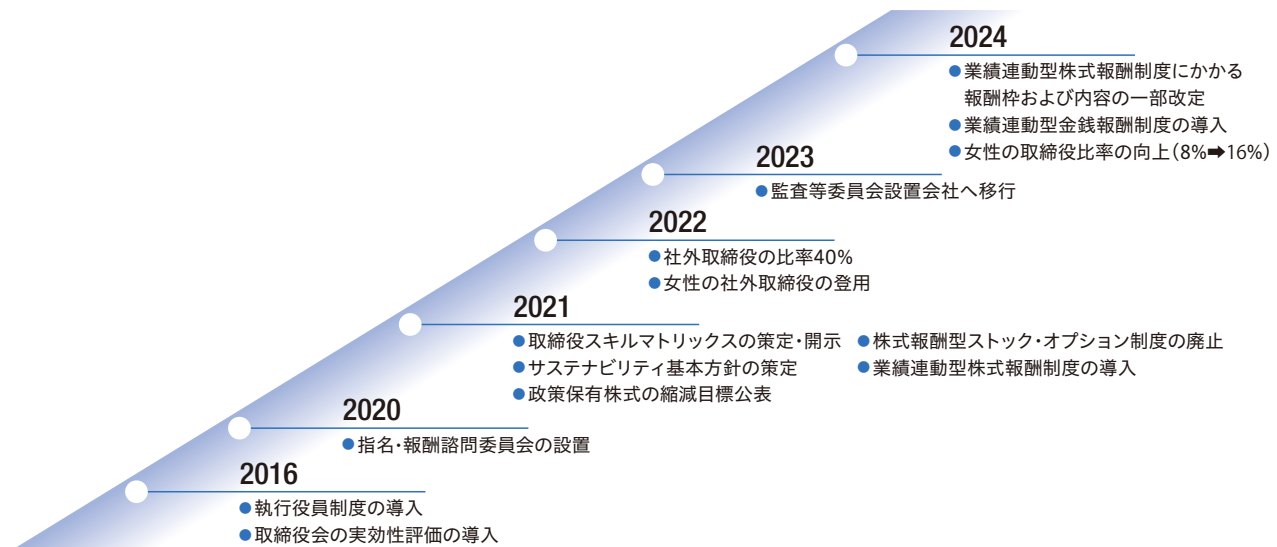 2024
●業績連動型株式報酬制度にかかる
報酬枠および内容の一部改定
●業績連動型金銭報酬制度の導入
●女性の取締役比率の向上(8%➡16%)
2023
●監査等委員会設置会社へ移行
2022
●社外取締役の比率40%
●女性の社外取締役の登用
2021
●取締役スキルマトリックスの策定・開示
●サステナビリティ基本方針の策定
●政策保有株式の縮減目標公表
●株式報酬型ストック・オプション制度の廃止
●業績連動型株式報酬制度の導入
2020
●指名・報酬諮問委員会の設置
2016
●執行役員制度の導入
●取締役会の実効性評価の導入